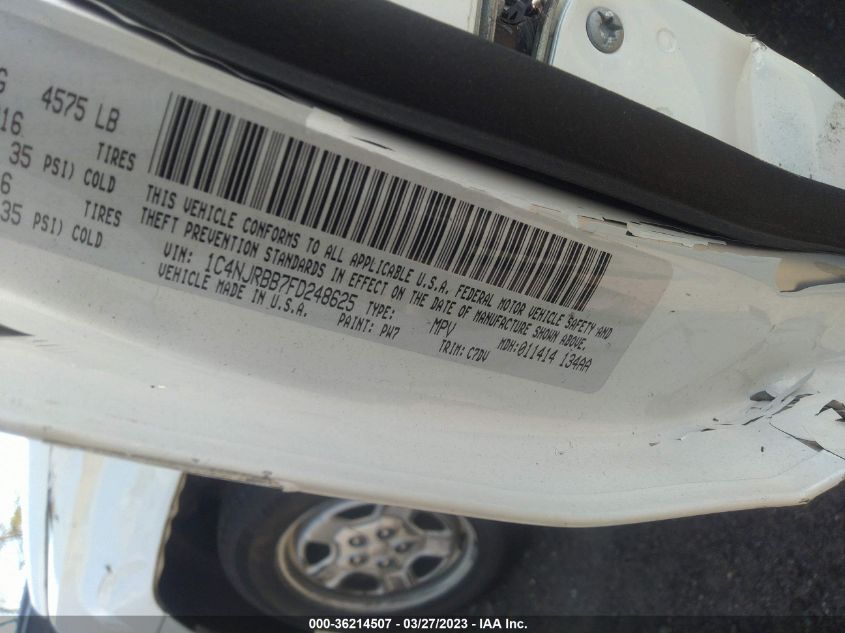 G 4575 LB
16 TIRES
35 PSI) COLD
6 TIRES
35 PSI) COLD
THIS VEHICLE CONFORMS TO ALL APPLICABLE U.S.A. FEDERAL MOTOR VEHICLE SAFETY AND
THEFT PREVENTION STANDARDS IN EFFECT ON THE DATE OF MANUFACTURE SHOWN ABOVE.
VIN: 1C4NJRBB7FD248625 TYPE: MPV MDH:011414 134AA
VEHICLE MADE IN U.S.A. PAINT: PW7 TRIM: C7DV
000-36214507 — 03/27/2023 — IAA Inc.